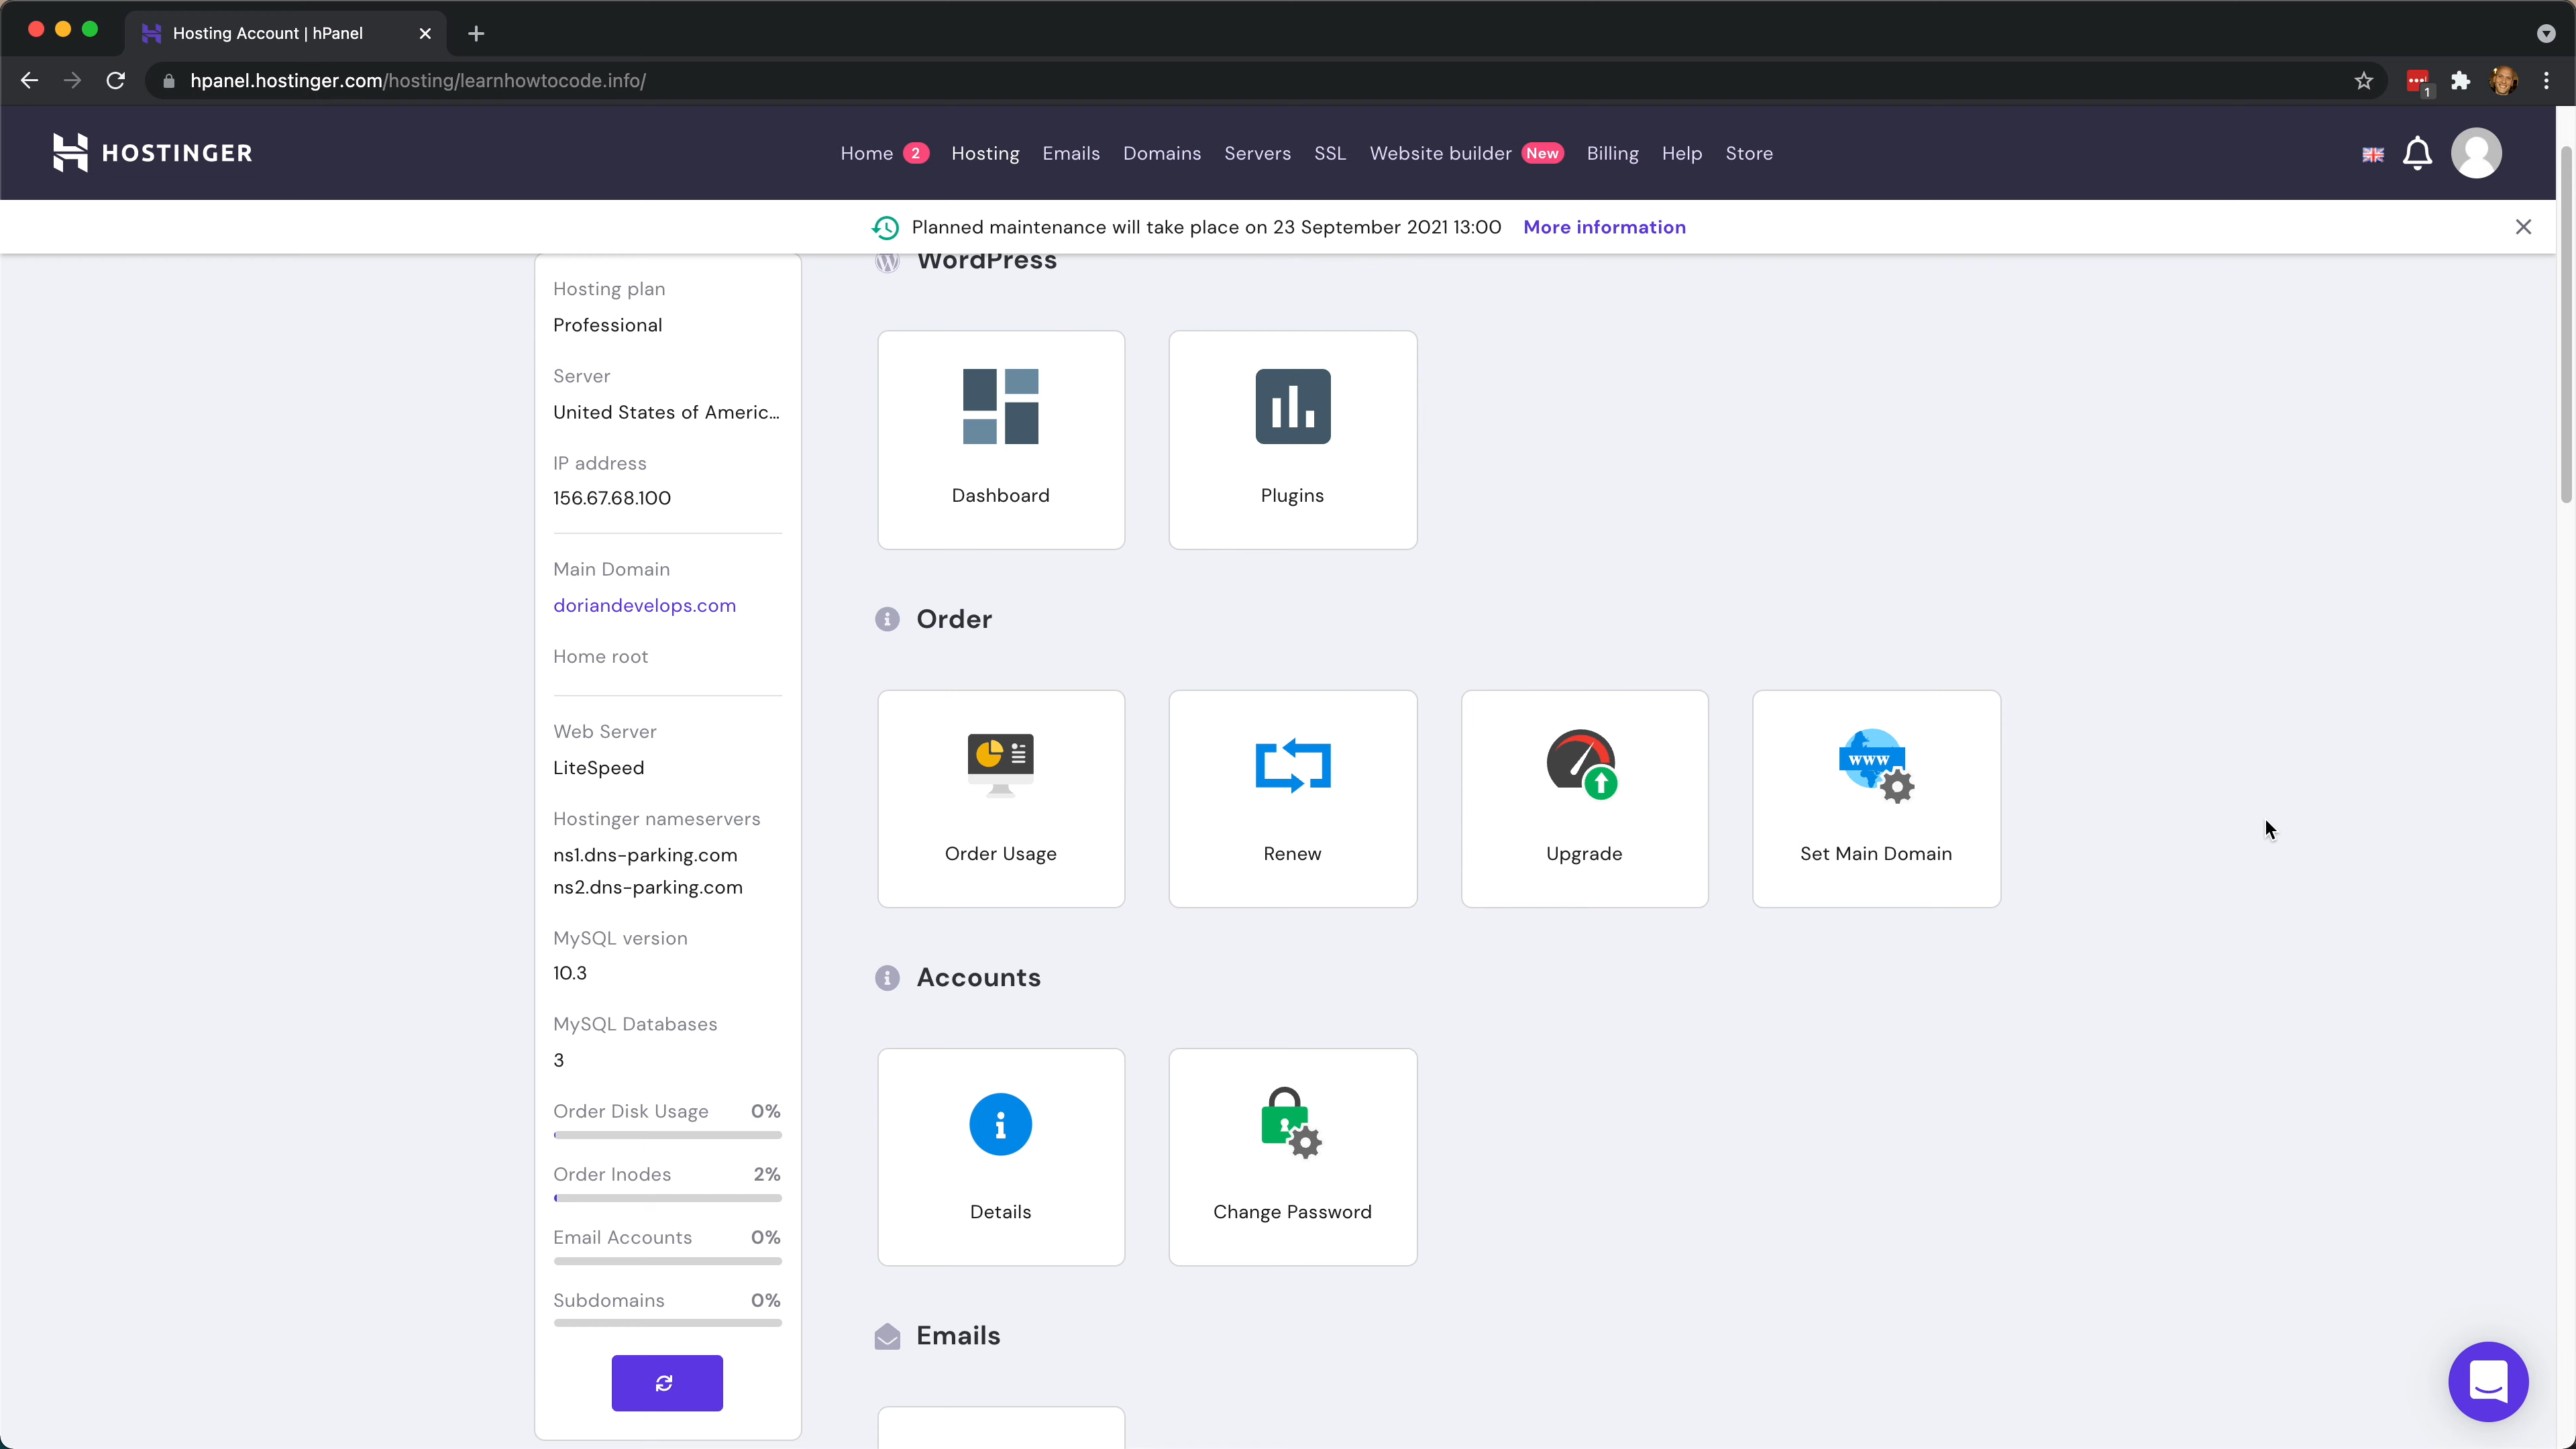 Hosting Account | hPanel
hpanel.hostinger.com/hosting/learnhowtocode.info/
1
HOSTINGER
Home 2 Hosting Emails Domains Servers SSL Website builder New Billing Help Store
Planned maintenance will take place on 23 September 2021 13:00 More information
Hosting plan
Professional
Server
United States of Americ...
IP address
156.67.68.100
Main Domain
doriandevelops.com
Home root
Web Server
LiteSpeed
Hostinger nameservers
ns1.dns-parking.com
ns2.dns-parking.com
MySQL version
10.3
MySQL Databases
3
Order Disk Usage 0%
Order Inodes 2%
Email Accounts 0%
Subdomains 0%
WordPress
Dashboard
Plugins
Order
Order Usage
Renew
Upgrade
www
Set Main Domain
Accounts
Details
Change Password
Emails